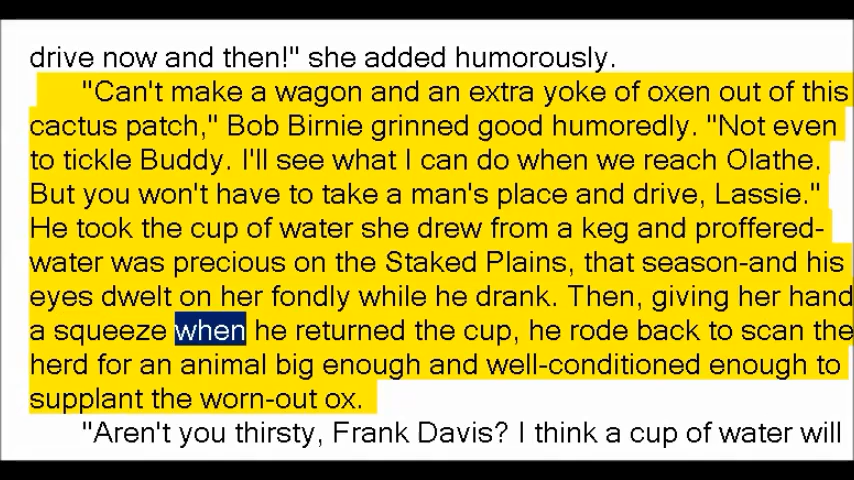 drive now and then!" she added humorously.
"Can't make a wagon and an extra yoke of oxen out of this
cactus patch," Bob Birnie grinned good humoredly. "Not even
to tickle Buddy. I'll see what I can do when we reach Olathe.
But you won't have to take a man's place and drive, Lassie."
He took the cup of water she drew from a keg and proffered-
water was precious on the Staked Plains, that season-and his
eyes dwelt on her fondly while he drank. Then, giving her hand
a squeeze when he returned the cup, he rode back to scan the
herd for an animal big enough and well-conditioned enough to
supplant the worn-out ox.
"Aren't you thirsty, Frank Davis? I think a cup of water will